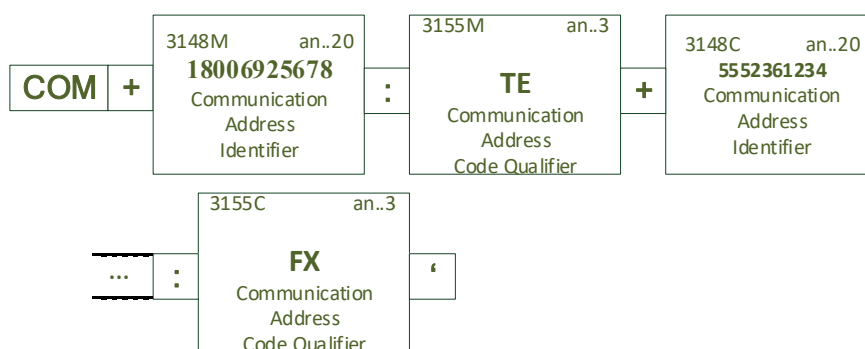 3148M an..20
18006925678
Communication
Address
Identifier
COM +
:
3155M an..3
TE
Communication
Address
Code Qualifier
+
3148C an..20
5552361234
Communication
Address
Identifier
...
:
3155C an..3
FX
Communication
Address
Code Qualifier
‘